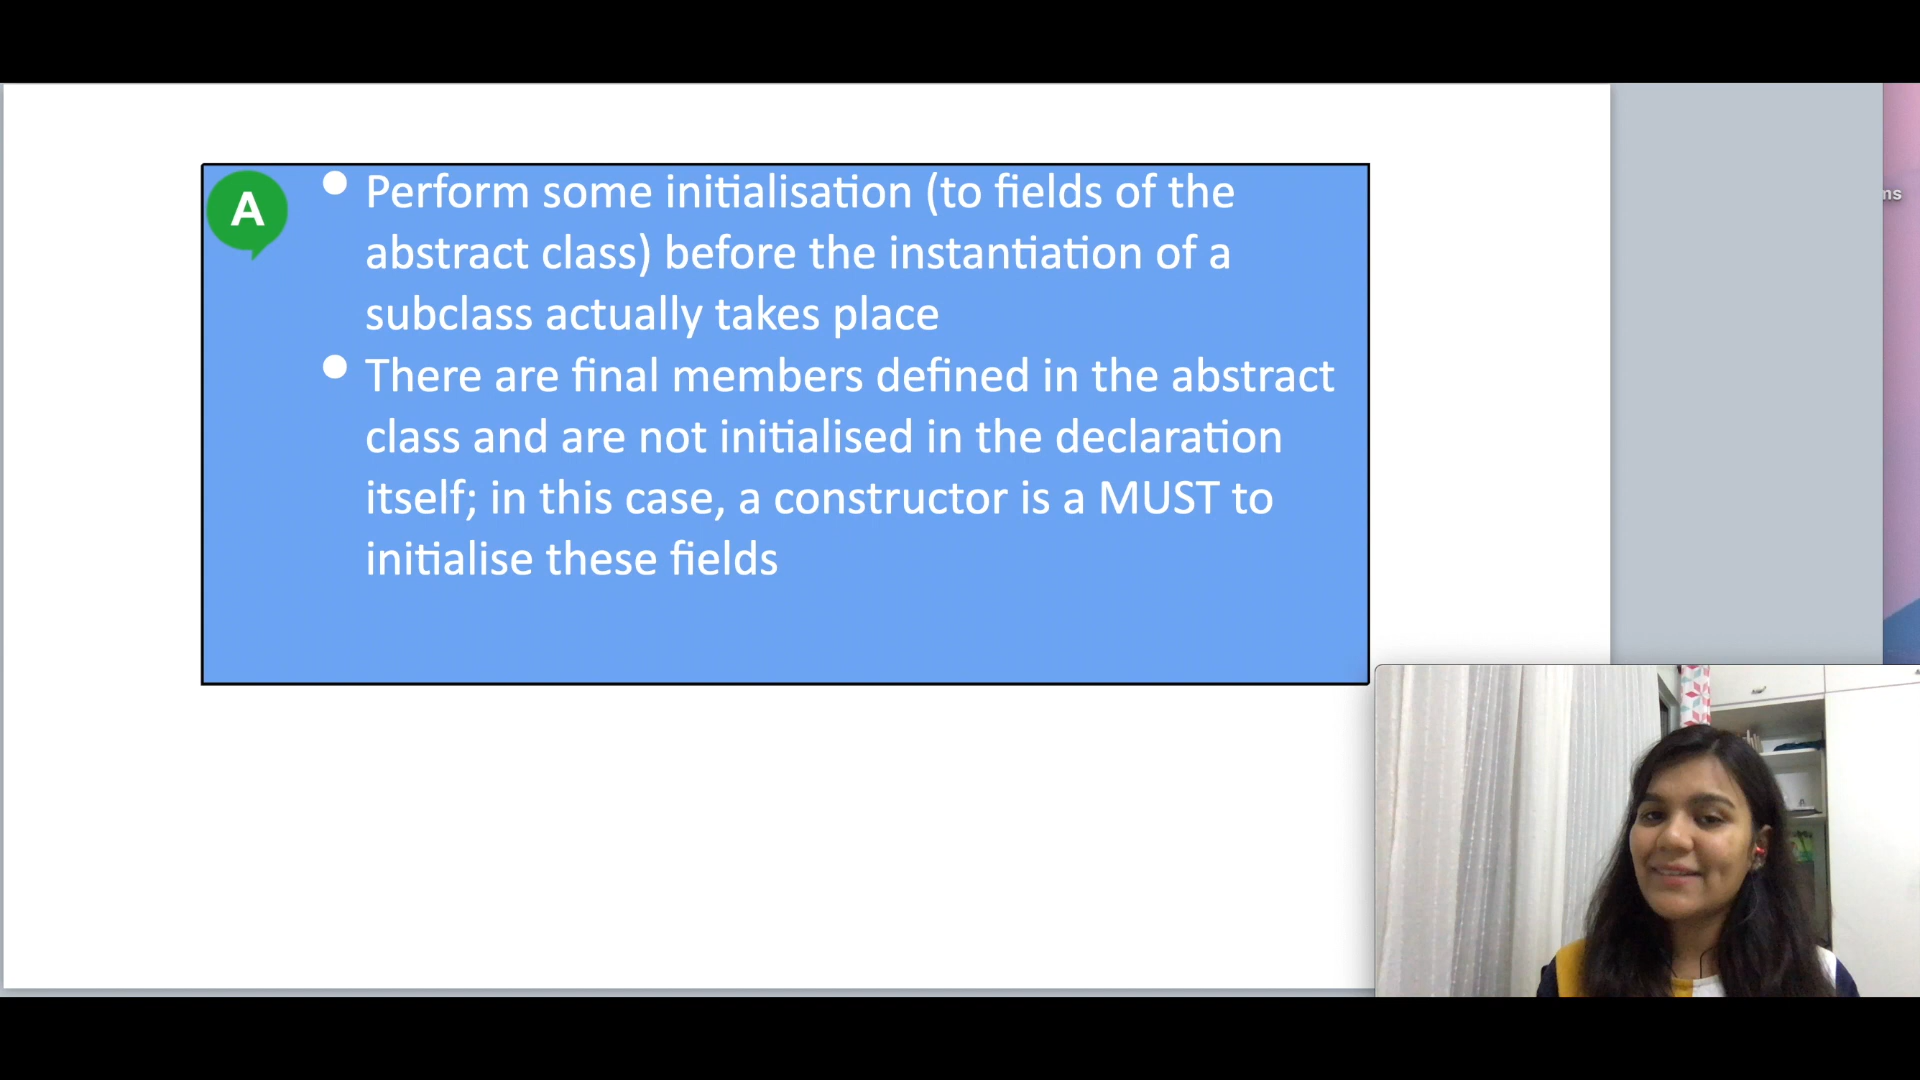 A
Perform some initialisation (to fields of the
abstract class) before the instantiation of a
subclass actually takes place
There are final members defined in the abstract
class and are not initialised in the declaration
itself; in this case, a constructor is a MUST to
initialise these fields